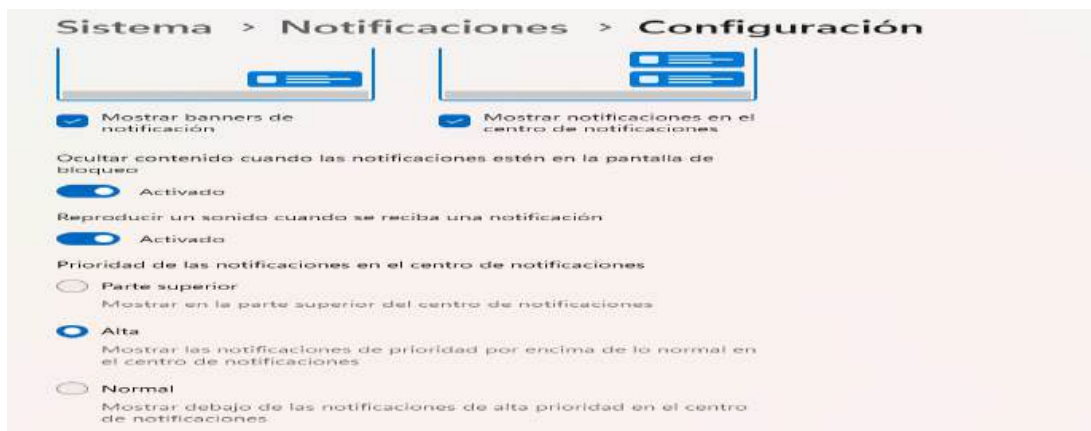 Sistema > Notificaciones > Configuración
Mostrar banners de
notificación
Mostrar notificaciones en el
centro de notificaciones
Ocultar contenido cuando las notificaciones estén en la pantalla de
bloqueo
Activado
Reproducir un sonido cuando se reciba una notificación
Activado
Prioridad de las notificaciones en el centro de notificaciones
Parte superior
Mostrar en la parte superior del centro de notificaciones
Alta
Mostrar las notificaciones de prioridad por encima de lo normal en
el centro de notificaciones
Normal
Mostrar debajo de las notificaciones de alta prioridad en el centro
de notificaciones